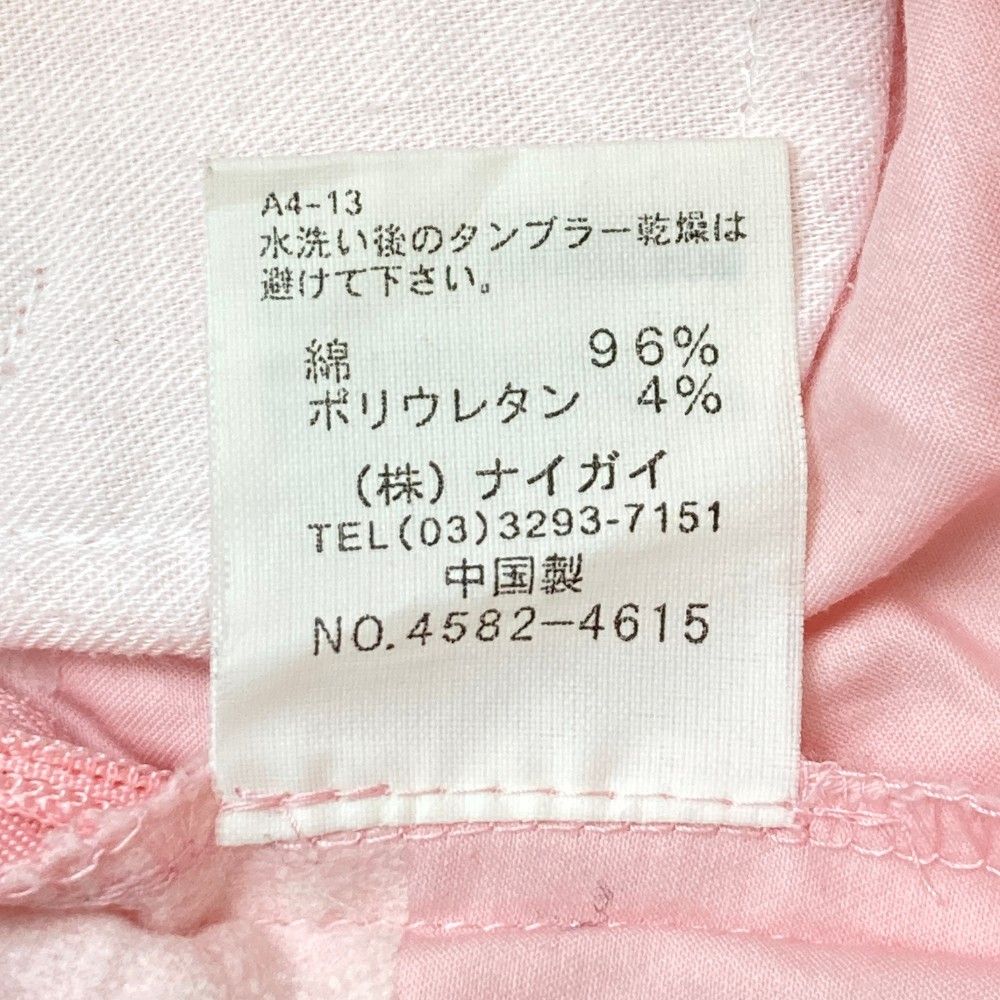 A4-13
水洗い後のタンブラー乾燥は
避けて下さい。
綿 96%
ポリウレタン 4%
(株) ナイガイ
TEL(03)3293-7151
中国製
NO.4582-4615